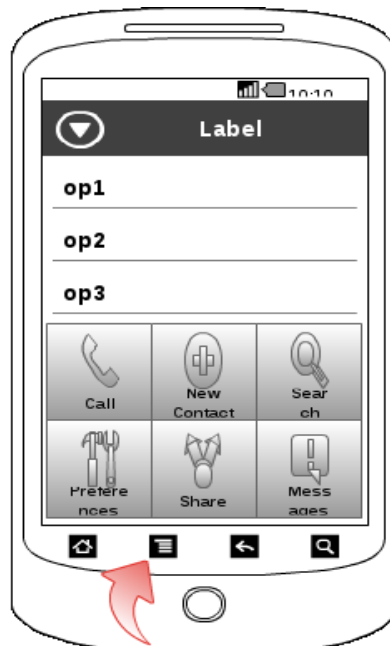 10:10
Label
op1
op2
op3
Call
New
Contact
Sear
ch
Prefere
nces
Share
Mess
ages